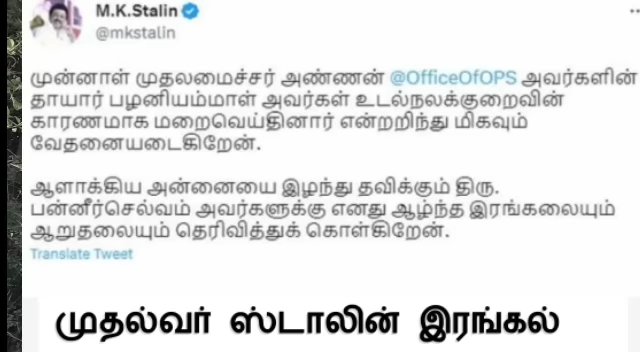 M.K.Stalin
@mkstalin
முன்னாள் முதலமைச்சர் அண்ணன் @OfficeOfOPS அவர்களின்
தாயார் பழனியம்மாள் அவர்கள் உடல்நலக்குறைவின்
காரணமாக மறைவெய்தினார் என்றறிந்து மிகவும்
வேதனையடைகிறேன்.
ஆளாக்கிய அன்னையை இழந்து தவிக்கும் திரு.
பன்னீர்செல்வம் அவர்களுக்கு எனது ஆழ்ந்த இரங்கலையும்
ஆறுதலையும் தெரிவித்துக் கொள்கிறேன்.
Translate Tweet
முதல்வர் ஸ்டாலின் இரங்கல்